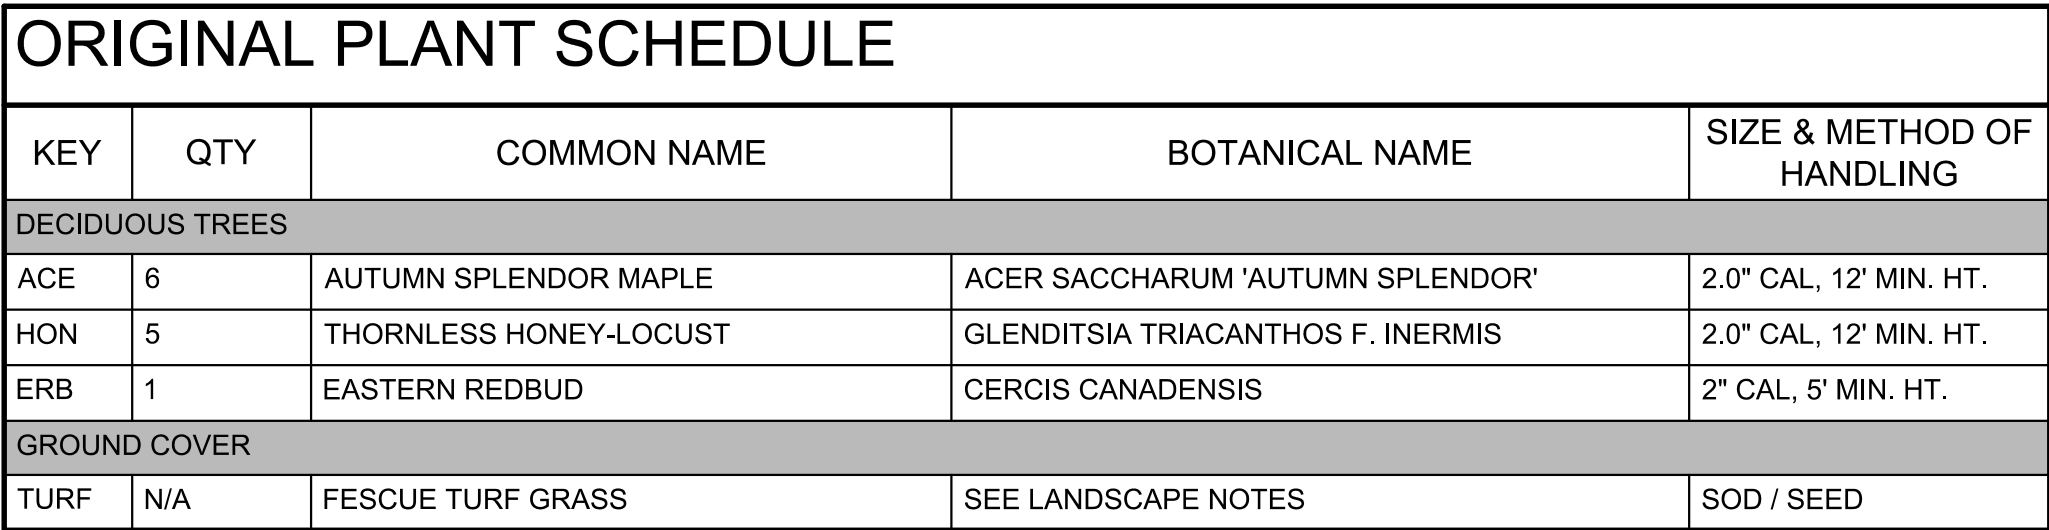 ORIGINAL PLANT SCHEDULE
KEY QTY COMMON NAME BOTANICAL NAME SIZE & METHOD OF HANDLING
DECIDUOUS TREES
ACE 6 AUTUMN SPLENDOR MAPLE ACER SACCHARUM 'AUTUMN SPLENDOR' 2.0" CAL, 12' MIN. HT.
HON 5 THORNLESS HONEY-LOCUST GLENDITSIA TRIACANTHOS F. INERMIS 2.0" CAL, 12' MIN. HT.
ERB 1 EASTERN REDBUD CERCIS CANADENSIS 2" CAL, 5' MIN. HT.
GROUND COVER
TURF N/A FESCUE TURF GRASS SEE LANDSCAPE NOTES SOD / SEED